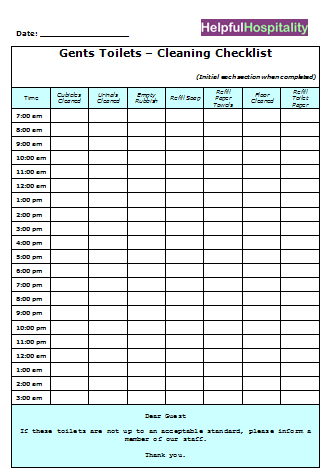 Date: ____________________
HelpfulHospitality
Gents Toilets – Cleaning Checklist
(Initial each section when completed)
Time
Cubicles Cleaned
Urinals Cleaned
Empty Rubbish
Refill Soap
Refill Paper Towels
Floor Cleaned
Refill Toilet Paper
7:00 am
8:00 am
9:00 am
10:00 am
11:00 am
12:00 am
1:00 pm
2:00 pm
3:00 pm
4:00 pm
5:00 pm
6:00 pm
7:00 pm
8:00 pm
9:00 pm
10:00 pm
11:00 pm
12:00 am
1:00 am
2:00 am
3:00 am
Dear Guest
If these toilets are not up to an acceptable standard, please inform a
member of our staff.
Thank you.